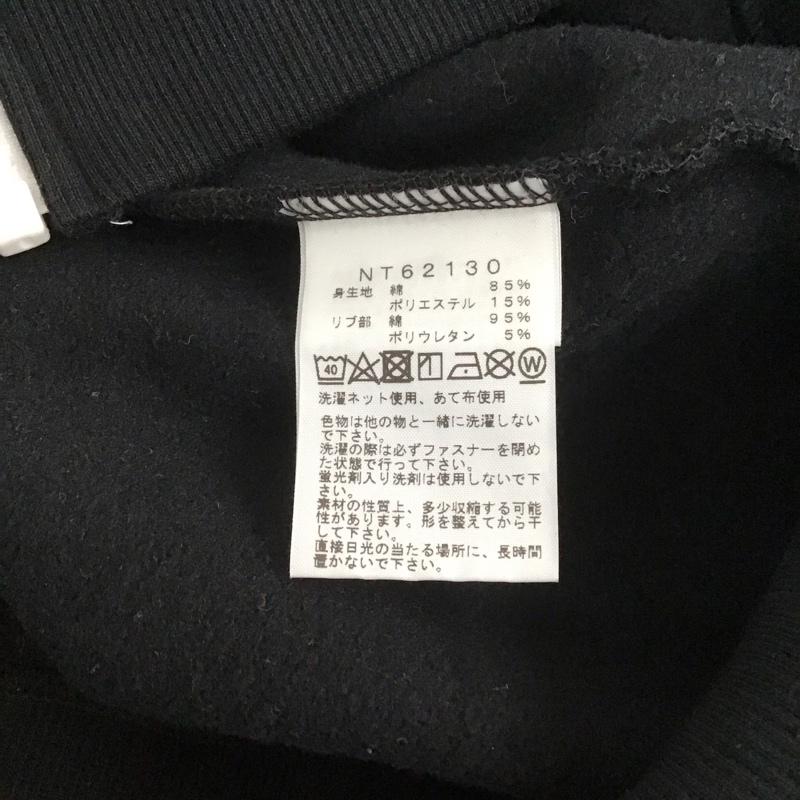 NT62130
身生地 綿 85%
ポリエステル 15%
リブ部 綿 95%
ポリウレタン 5%
40 W
洗濯ネット使用、あて布使用
色物は他の物と一緒に洗濯しない
で下さい。
洗濯の際は必ずファスナーを閉め
た状態で行って下さい。
蛍光剤入り洗剤は使用しないで下
さい。
素材の性質上、多少収縮する可能
性があります。形を整えてから干
して下さい。
直接日光の当たる場所に、長時間
置かないで下さい。